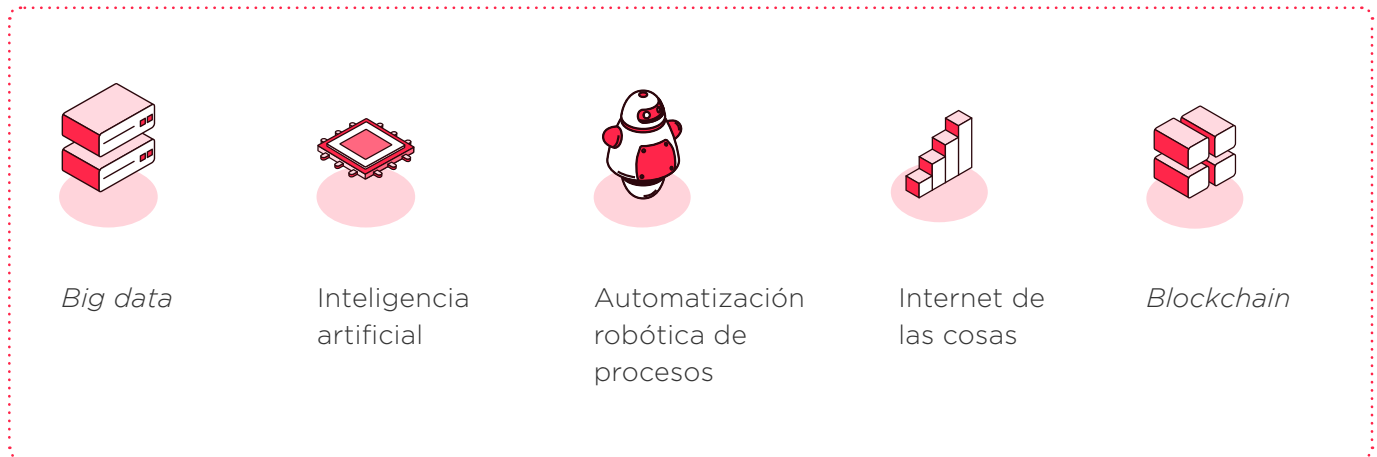 Big data
Inteligencia
artificial
Automatización
robótica de
procesos
Internet de
las cosas
Blockchain